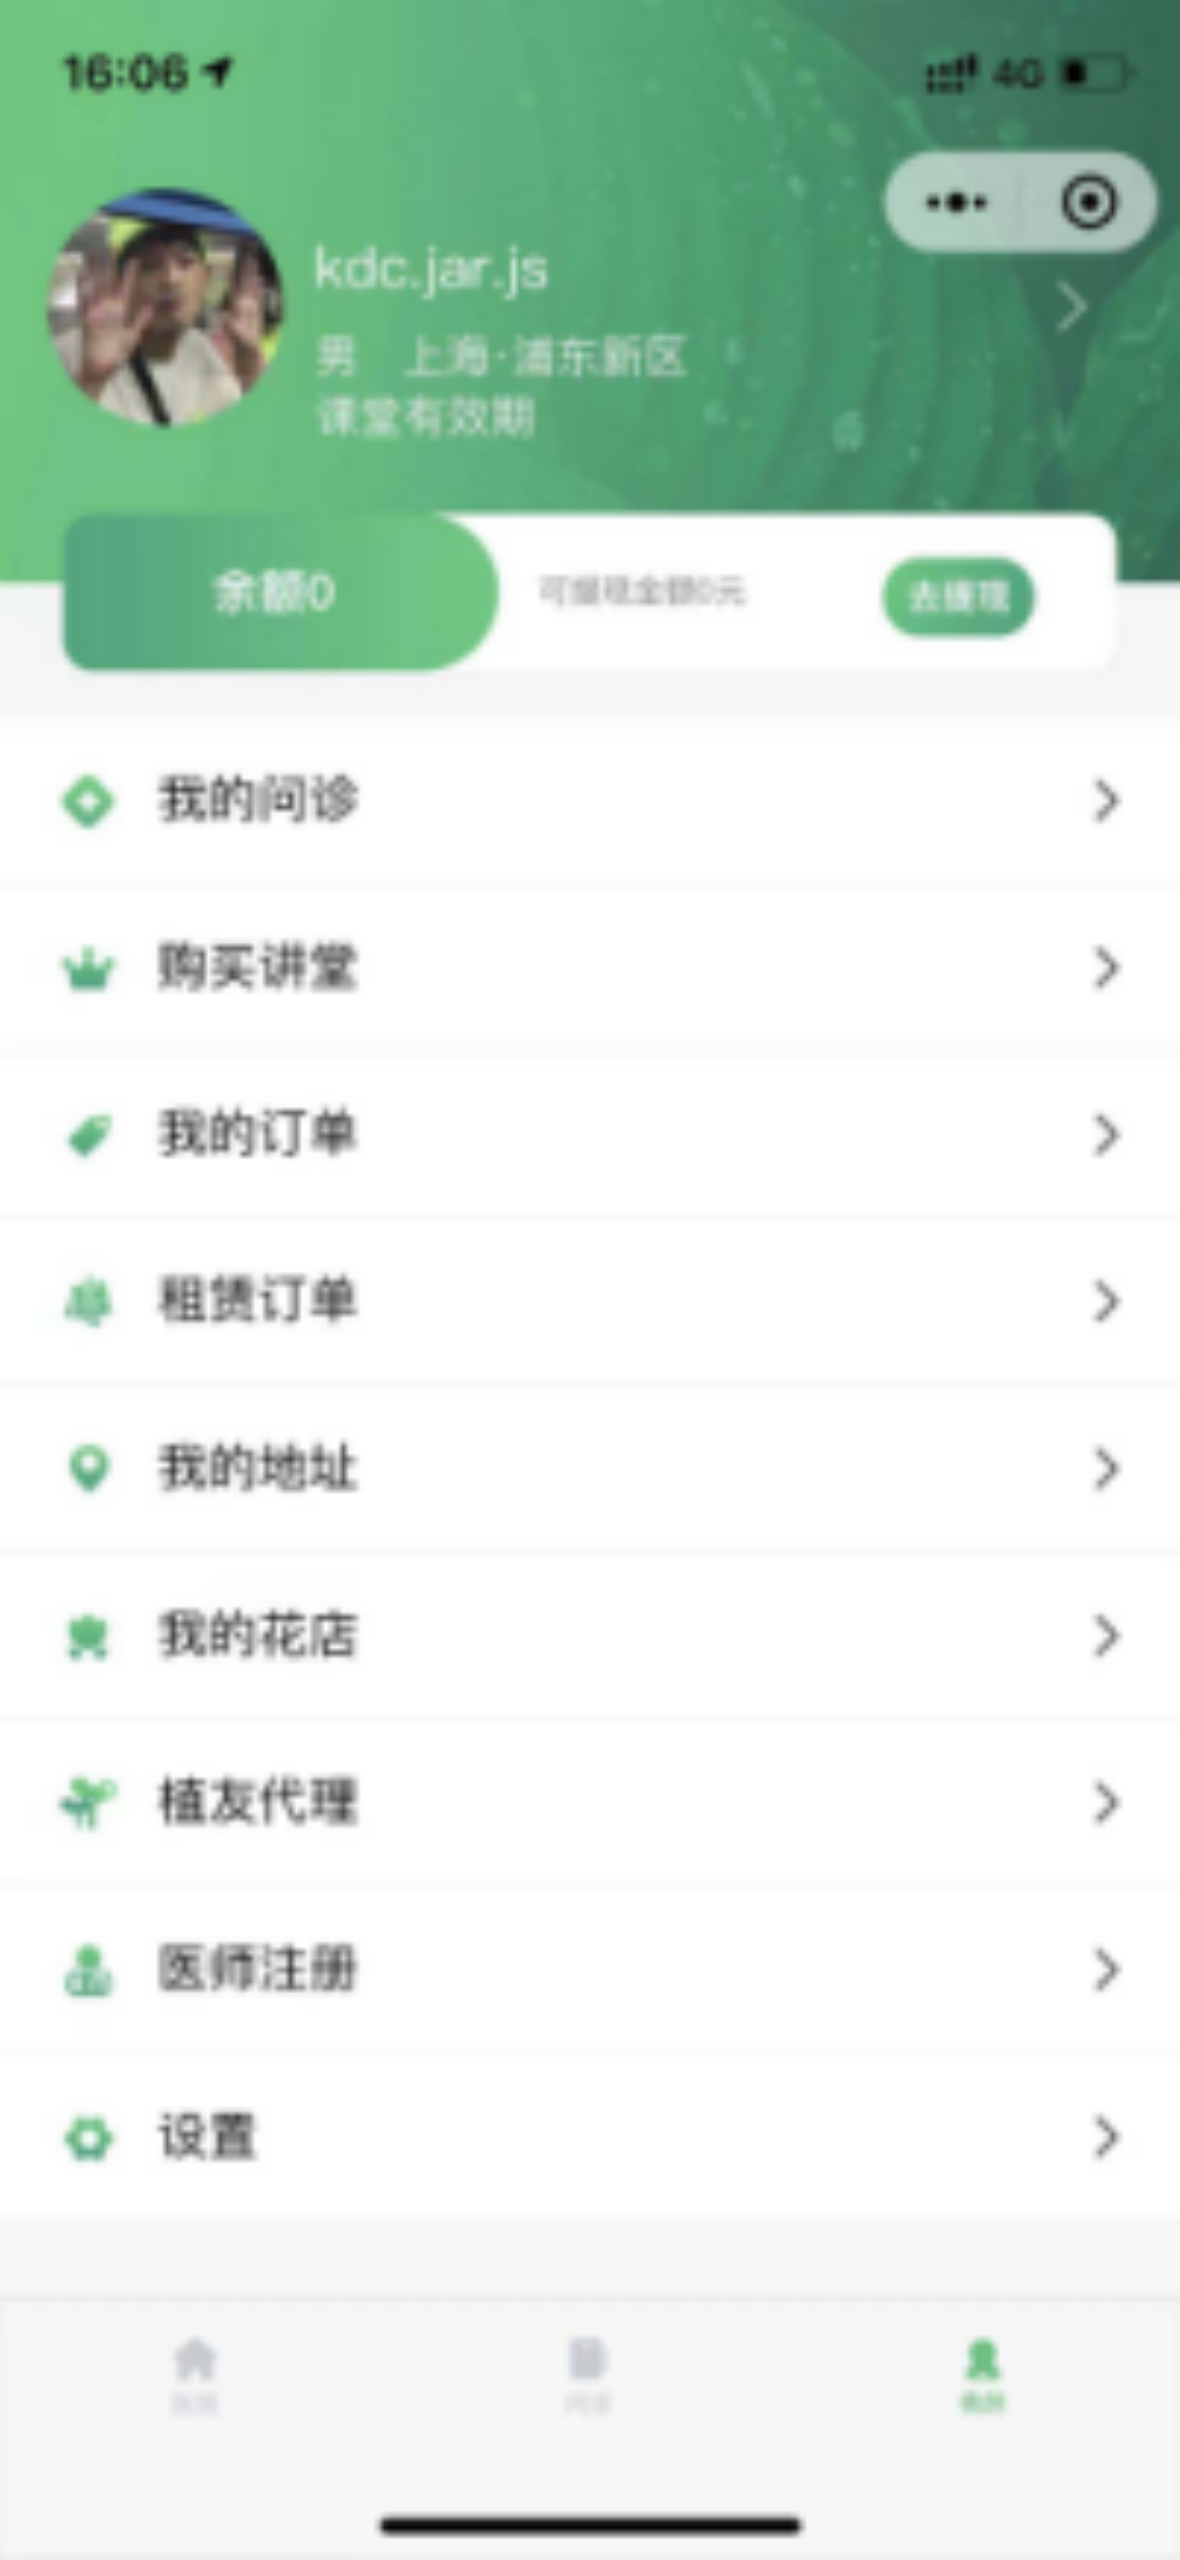 16:06
4G
kdc.jar.js
男 上海·浦东新区
课堂有效期
余额0
可提现金额0元
去提现
我的问诊
购买讲堂
我的订单
租赁订单
我的地址
我的花店
植友代理
医师注册
设置
我的